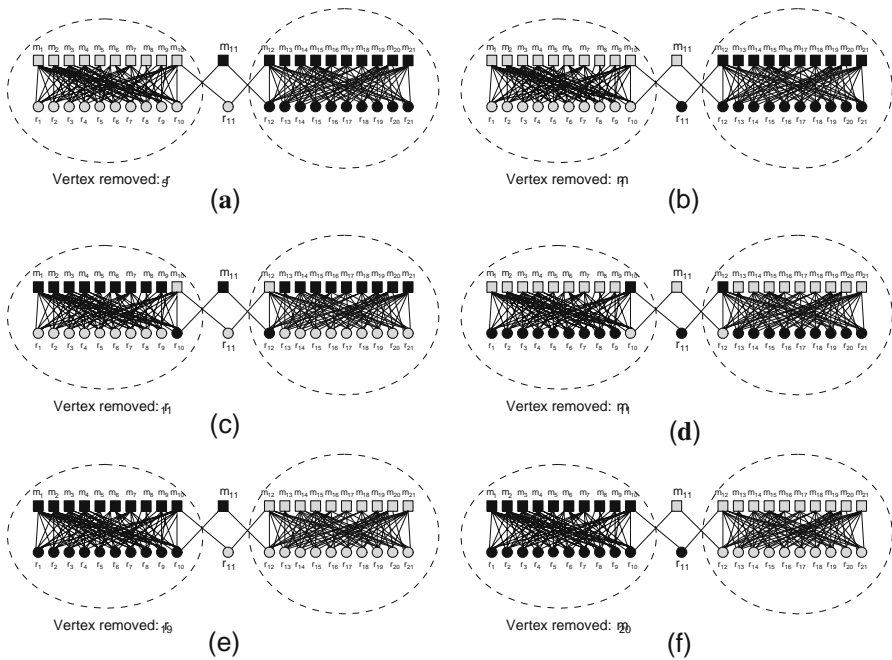 m1 m2 m3 m4 m5 m6 m7 m8 m9 m10 m11 m12 m13 m14 m15 m16 m17 m18 m19 m20 m21
r1 r2 r3 r4 r5 r6 r7 r8 r9 r10 r11 r12 r13 r14 r15 r16 r17 r18 r19 r20 r21
Vertex removed: r9
(a)
m1 m2 m3 m4 m5 m6 m7 m8 m9 m10 m11 m12 m13 m14 m15 m16 m17 m18 m19 m20 m21
r1 r2 r3 r4 r5 r6 r7 r8 r9 r10 r11 r12 r13 r14 r15 r16 r17 r18 r19 r20 r21
Vertex removed: m1
(b)
m1 m2 m3 m4 m5 m6 m7 m8 m9 m10 m11 m12 m13 m14 m15 m16 m17 m18 m19 m20 m21
r1 r2 r3 r4 r5 r6 r7 r8 r9 r10 r11 r12 r13 r14 r15 r16 r17 r18 r19 r20 r21
Vertex removed: r11
(c)
m1 m2 m3 m4 m5 m6 m7 m8 m9 m10 m11 m12 m13 m14 m15 m16 m17 m18 m19 m20 m21
r1 r2 r3 r4 r5 r6 r7 r8 r9 r10 r11 r12 r13 r14 r15 r16 r17 r18 r19 r20 r21
Vertex removed: m11
(d)
m1 m2 m3 m4 m5 m6 m7 m8 m9 m10 m11 m12 m13 m14 m15 m16 m17 m18 m19 m20 m21
r1 r2 r3 r4 r5 r6 r7 r8 r9 r10 r11 r12 r13 r14 r15 r16 r17 r18 r19 r20 r21
Vertex removed: r19
(e)
m1 m2 m3 m4 m5 m6 m7 m8 m9 m10 m11 m12 m13 m14 m15 m16 m17 m18 m19 m20 m21
r1 r2 r3 r4 r5 r6 r7 r8 r9 r10 r11 r12 r13 r14 r15 r16 r17 r18 r19 r20 r21
Vertex removed: m20
(f)